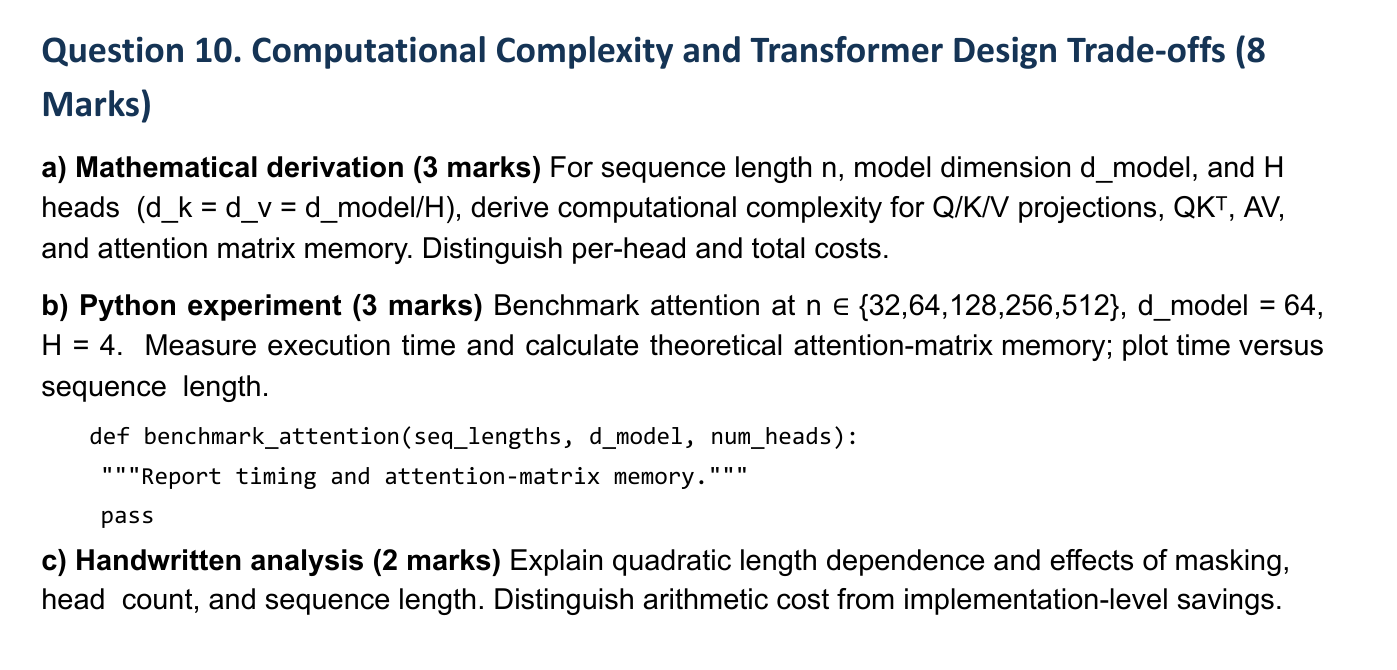 Question 10. Computational Complexity and Transformer Design Trade-offs (8
Marks)
a) Mathematical derivation (3 marks) For sequence length n, model dimension d_model, and H
heads (d_k = d_v = d_model/H), derive computational complexity for Q/K/V projections, QKᵀ, AV,
and attention matrix memory. Distinguish per-head and total costs.
b) Python experiment (3 marks) Benchmark attention at n ∈ {32,64,128,256,512}, d_model = 64,
H = 4. Measure execution time and calculate theoretical attention-matrix memory; plot time versus
sequence length.
def benchmark_attention(seq_lengths, d_model, num_heads):
"""Report timing and attention-matrix memory."""
pass
c) Handwritten analysis (2 marks) Explain quadratic length dependence and effects of masking,
head count, and sequence length. Distinguish arithmetic cost from implementation-level savings.